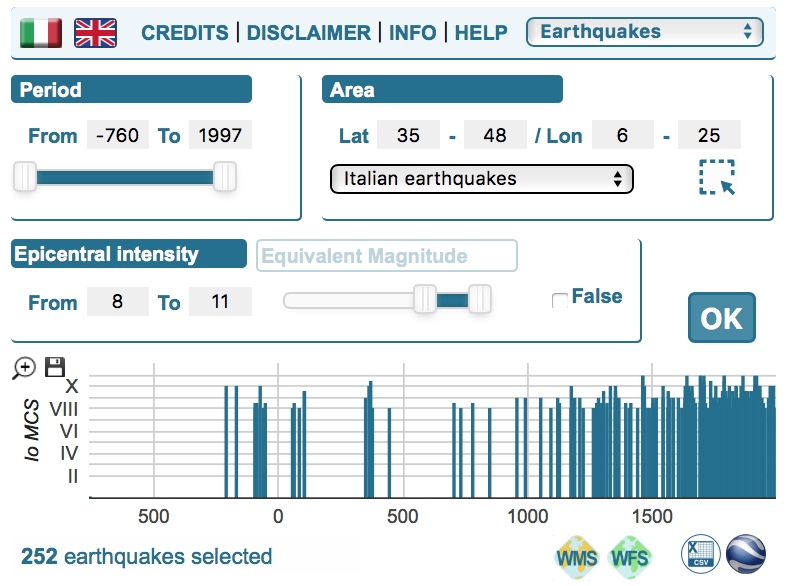 CREDITS | DISCLAIMER | INFO | HELP Earthquakes
Period
From -760 To 1997
Area
Lat 35 - 48 / Lon 6 - 25
Italian earthquakes
Epicentral intensity Equivalent Magnitude
From 8 To 11
False
OK
Io MCS
X
VIII
VI
IV
II
500 0 500 1000 1500
252 earthquakes selected
WMS WFS X CSV